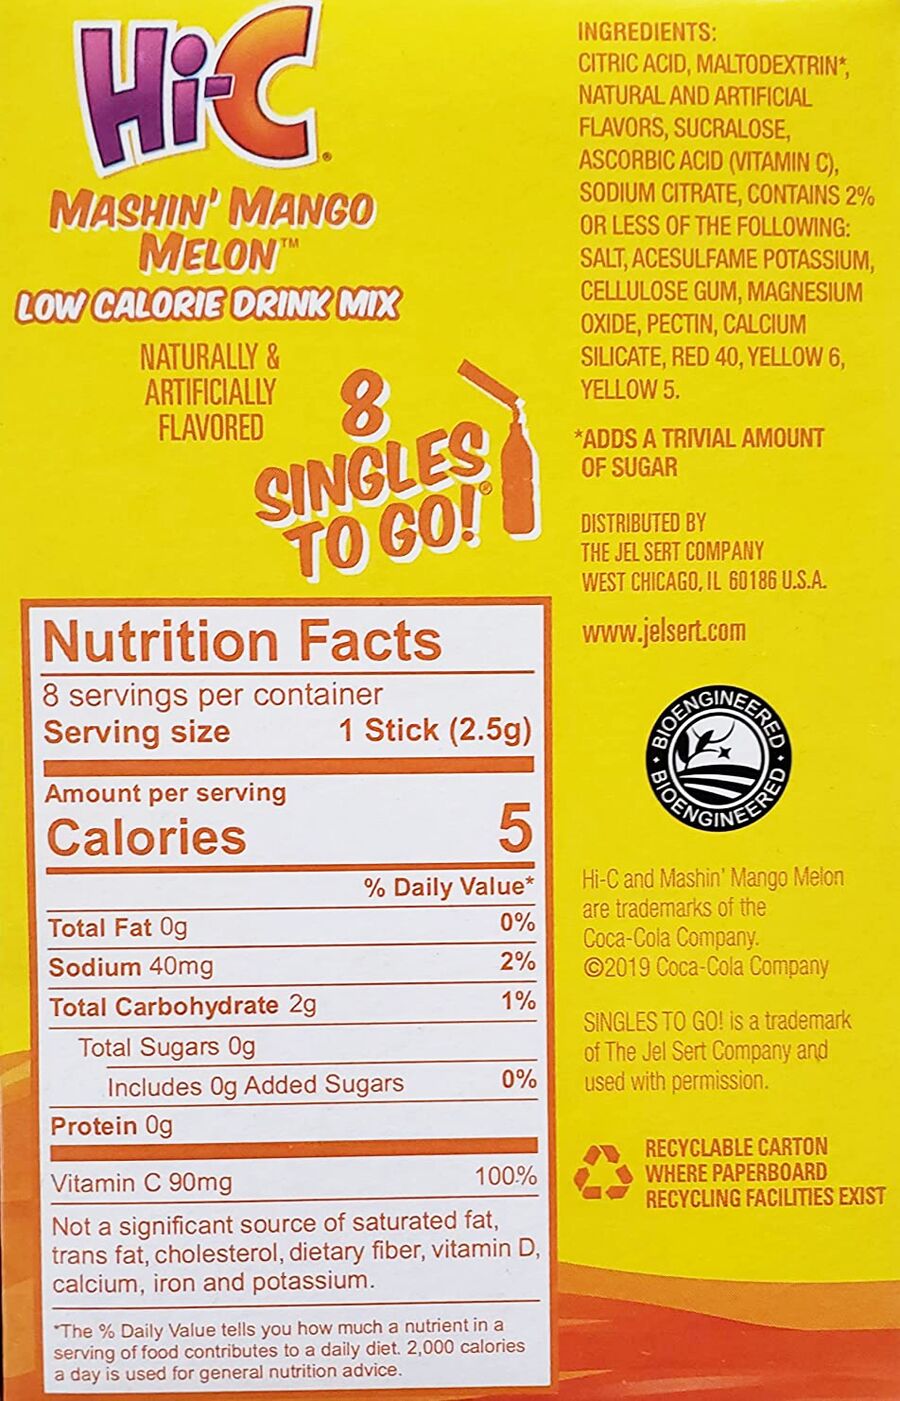 Hi-C®
MASHIN' MANGO
MELON™
LOW CALORIE DRINK MIX
NATURALLY &
ARTIFICIALLY
FLAVORED
8
SINGLES
TO GO!®
Nutrition Facts
8 servings per container
Serving size 1 Stick (2.5g)
Amount per serving
Calories 5
% Daily Value*
Total Fat 0g 0%
Sodium 40mg 2%
Total Carbohydrate 2g 1%
Total Sugars 0g
Includes 0g Added Sugars 0%
Protein 0g
Vitamin C 90mg 100%
Not a significant source of saturated fat,
trans fat, cholesterol, dietary fiber, vitamin D,
calcium, iron and potassium.
*The % Daily Value tells you how much a nutrient in a
serving of food contributes to a daily diet. 2,000 calories
a day is used for general nutrition advice.
INGREDIENTS:
CITRIC ACID, MALTODEXTRIN*,
NATURAL AND ARTIFICIAL
FLAVORS, SUCRALOSE,
ASCORBIC ACID (VITAMIN C),
SODIUM CITRATE, CONTAINS 2%
OR LESS OF THE FOLLOWING:
SALT, ACESULFAME POTASSIUM,
CELLULOSE GUM, MAGNESIUM
OXIDE, PECTIN, CALCIUM
SILICATE, RED 40, YELLOW 6,
YELLOW 5.
*ADDS A TRIVIAL AMOUNT
OF SUGAR
DISTRIBUTED BY
THE JEL SERT COMPANY
WEST CHICAGO, IL 60186 U.S.A.
www.jelsert.com
BIOENGINEERED
BIOENGINEERED
Hi-C and Mashin' Mango Melon
are trademarks of the
Coca-Cola Company.
©2019 Coca-Cola Company
SINGLES TO GO! is a trademark
of The Jel Sert Company and
used with permission.
RECYCLABLE CARTON
WHERE PAPERBOARD
RECYCLING FACILITIES EXIST